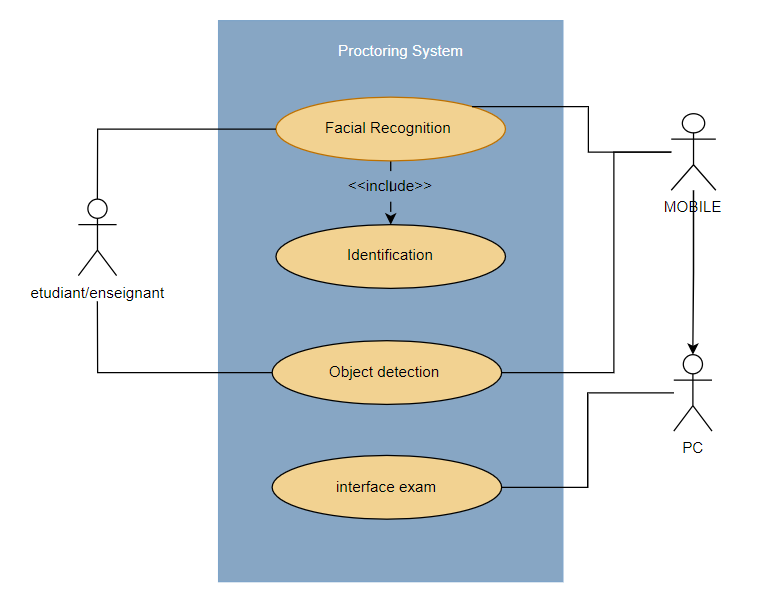 Proctoring System
Facial Recognition
<<include>>
MOBILE
Identification
etudiant/enseignant
Object detection
PC
interface exam